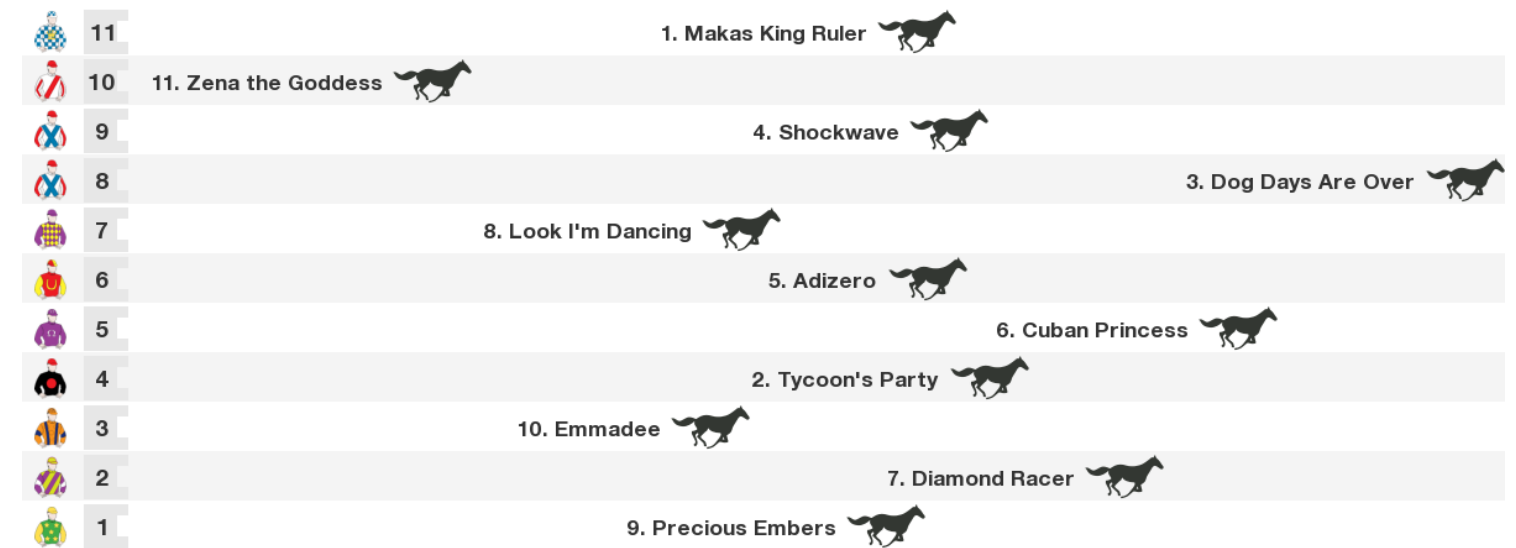 11 1. Makas King Ruler
10 11. Zena the Goddess
9 4. Shockwave
8 3. Dog Days Are Over
7 8. Look I'm Dancing
6 5. Adizero
5 6. Cuban Princess
4 2. Tycoon's Party
3 10. Emmadee
2 7. Diamond Racer
1 9. Precious Embers